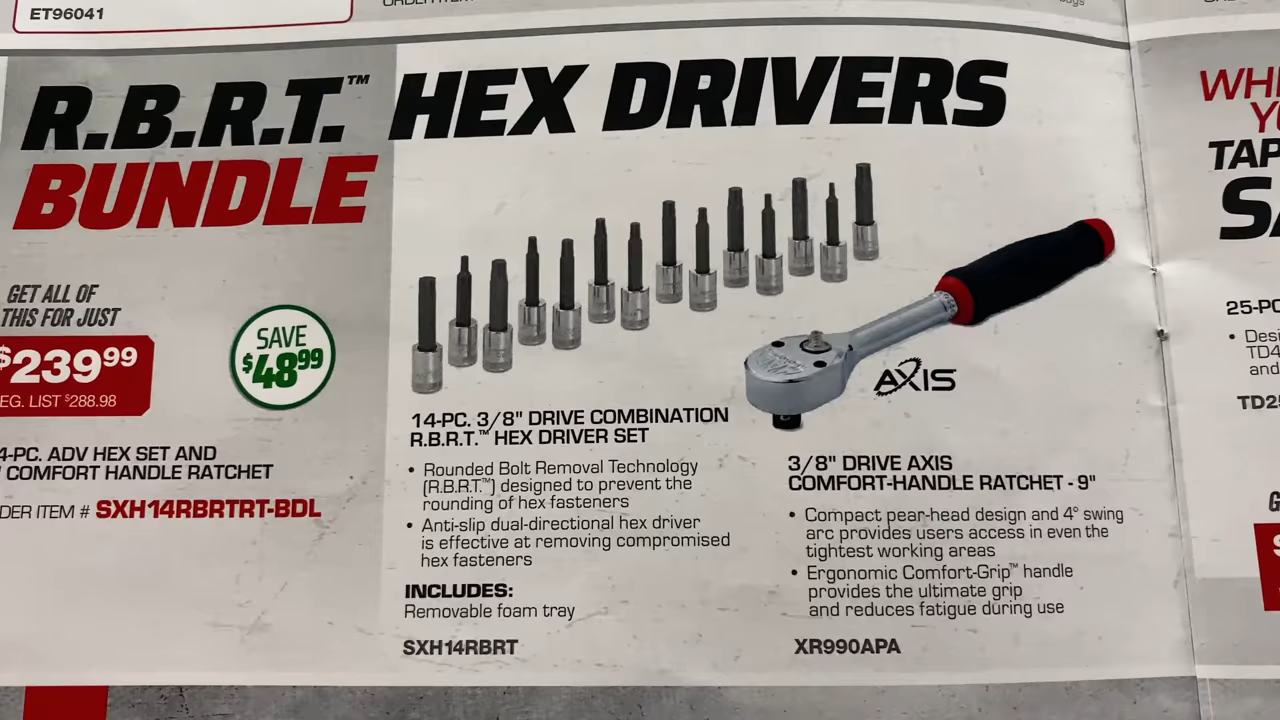 ET96041
R.B.R.T.™ HEX DRIVERS
BUNDLE
GET ALL OF
THIS FOR JUST
$239⁹⁹
EG. LIST $288.98
SAVE
$48⁹⁹
4-PC. ADV HEX SET AND
COMFORT HANDLE RATCHET
DER ITEM # SXH14RBRTRT-BDL
14-PC. 3/8" DRIVE COMBINATION
R.B.R.T.™ HEX DRIVER SET
• Rounded Bolt Removal Technology
(R.B.R.T.™) designed to prevent the
rounding of hex fasteners
• Anti-slip dual-directional hex driver
is effective at removing compromised
hex fasteners
INCLUDES:
Removable foam tray
SXH14RBRT
AXIS
3/8" DRIVE AXIS
COMFORT-HANDLE RATCHET - 9"
• Compact pear-head design and 4° swing
arc provides users access in even the
tightest working areas
• Ergonomic Comfort-Grip™ handle
provides the ultimate grip
and reduces fatigue during use
XR990APA
WH
Y
TAP
S
25-PC
• Desi
TD4
and
TD2
G